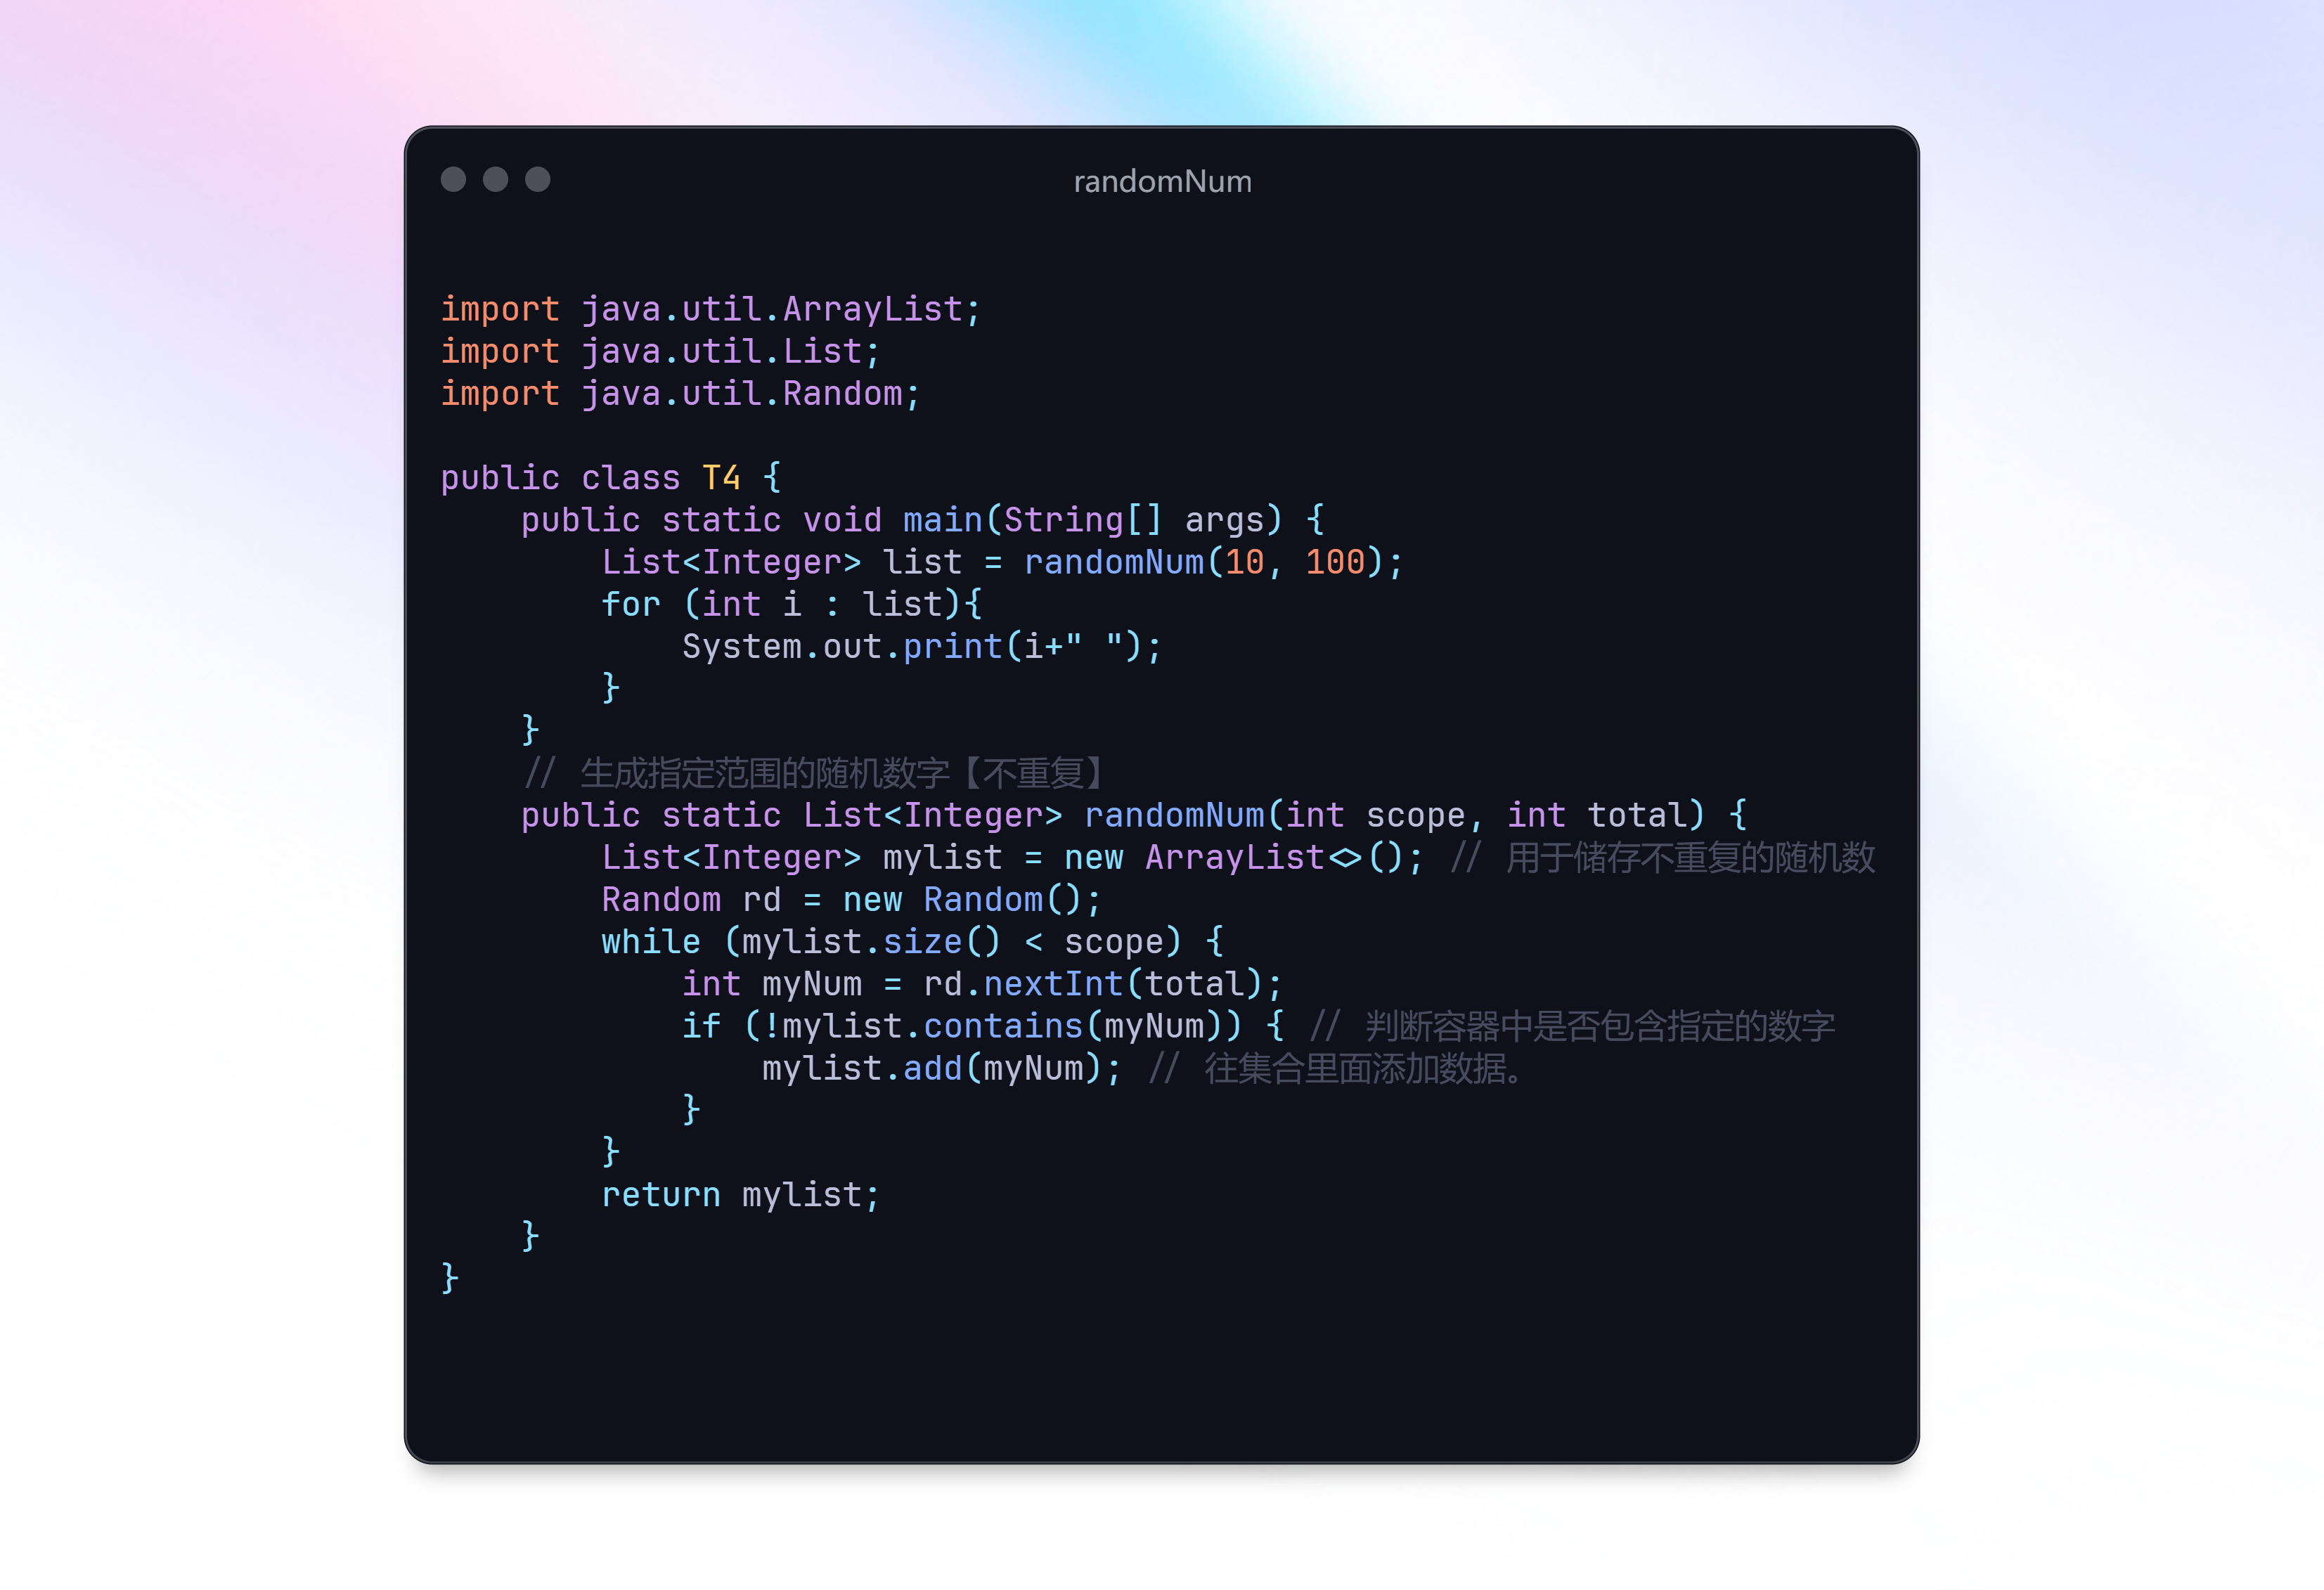 randomNum
import java.util.ArrayList;
import java.util.List;
import java.util.Random;
public class T4 {
    public static void main(String[] args) {
        List<Integer> list = randomNum(10, 100);
        for (int i : list){
            System.out.print(i+" ");
        }
    }
    // 生成指定范围的随机数字【不重复】
    public static List<Integer> randomNum(int scope, int total) {
        List<Integer> mylist = new ArrayList<>(); // 用于储存不重复的随机数
        Random rd = new Random();
        while (mylist.size() < scope) {
            int myNum = rd.nextInt(total);
            if (!mylist.contains(myNum)) { // 判断容器中是否包含指定的数字
                mylist.add(myNum); // 往集合里面添加数据。
            }
        }
        return mylist;
    }
}